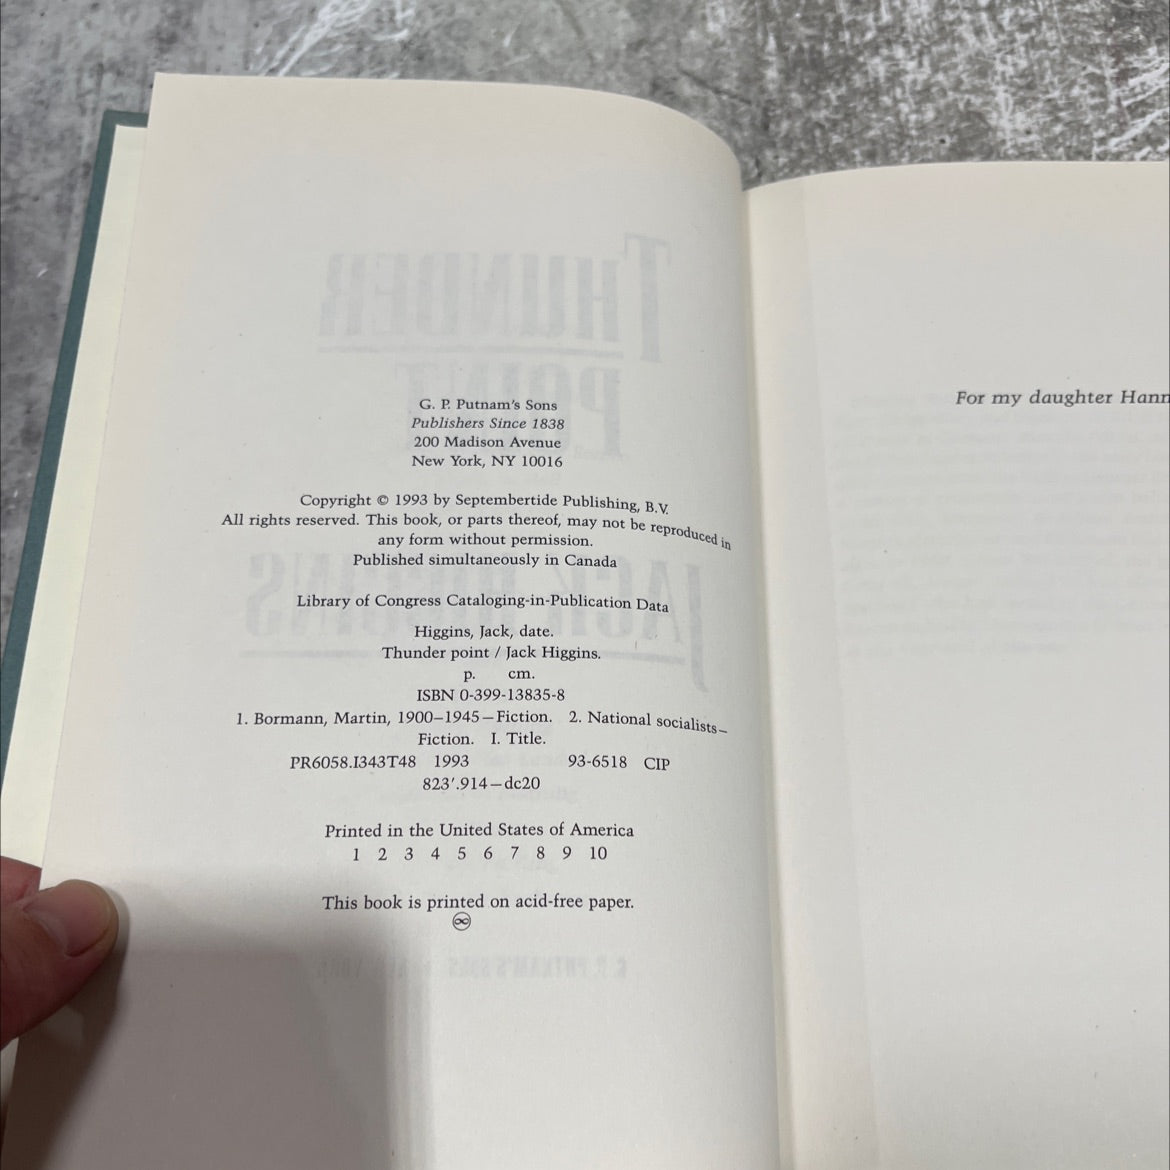 G. P. Putnam's Sons
Publishers Since 1838
200 Madison Avenue
New York, NY 10016
Copyright © 1993 by Septembertide Publishing, B.V.
All rights reserved. This book, or parts thereof, may not be reproduced in
any form without permission.
Published simultaneously in Canada
Library of Congress Cataloging-in-Publication Data
Higgins, Jack, date.
Thunder point / Jack Higgins.
p. cm.
ISBN 0-399-13835-8
1. Bormann, Martin, 1900–1945—Fiction. 2. National socialists—
Fiction. I. Title.
PR6058.I343T48 1993 93-6518 CIP
823'.914—dc20
Printed in the United States of America
1 2 3 4 5 6 7 8 9 10
This book is printed on acid-free paper.
♾
For my daughter Hann
THUNDER
POINT
JACK HIGGINS